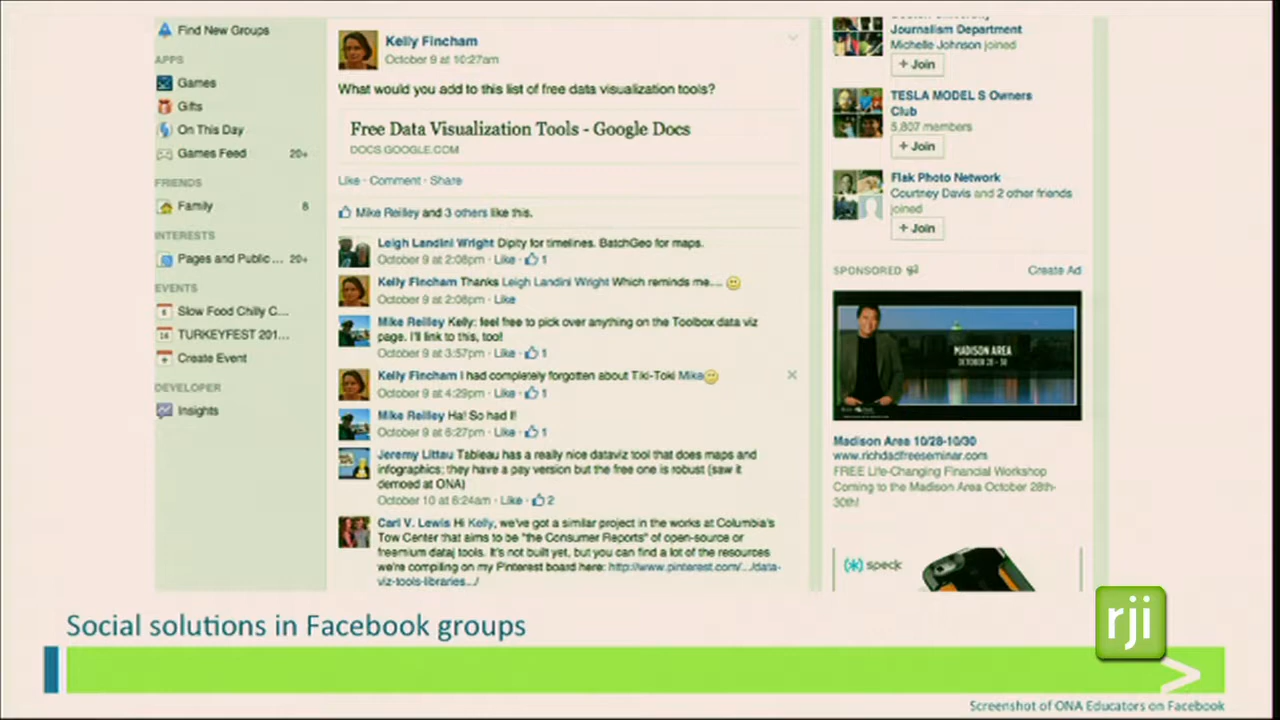 Find New Groups
APPS
Games
Gifts
On This Day
Games Feed 20+
FRIENDS
Family 8
INTERESTS
Pages and Public ... 20+
EVENTS
Slow Food Chilly C...
TURKEYFEST 201...
Create Event
DEVELOPER
Insights
Kelly Fincham
October 9 at 10:27am
What would you add to this list of free data visualization tools?
Free Data Visualization Tools - Google Docs
DOCS.GOOGLE.COM
Like · Comment · Share
Mike Reilley and 3 others like this.
Leigh Landini Wright Dipity for timelines. BatchGeo for maps.
October 9 at 2:08pm · Like · 1
Kelly Fincham Thanks Leigh Landini Wright Which reminds me....
October 9 at 2:08pm · Like
Mike Reilley Kelly: feel free to pick over anything on the Toolbox data viz
page. I'll link to this, too!
October 9 at 3:57pm · Like · 1
Kelly Fincham I had completely forgotten about Tiki-Toki Mike
October 9 at 4:29pm · Like · 1
Mike Reilley Ha! So had I!
October 9 at 6:27pm · Like · 1
Jeremy Littau Tableau has a really nice dataviz tool that does maps and
infographics; they have a pay version but the free one is robust (saw it
demoed at ONA)
October 10 at 6:24am · Like · 2
Carl V. Lewis Hi Kelly, we've got a similar project in the works at Columbia's
Tow Center that aims to be "the Consumer Reports" of open-source or
freemium dataj tools. It's not built yet, but you can find a lot of the resources
we're compiling on my Pinterest board here: http://www.pinterest.com/.../data-
viz-tools-libraries.../
Journalism Department
Michelle Johnson joined
+ Join
TESLA MODEL S Owners
Club
5,807 members
+ Join
Flak Photo Network
Courtney Davis and 2 other friends
joined
+ Join
SPONSORED Create Ad
MADISON AREA
OCTOBER 28 - 30
Madison Area 10/28-10/30
www.richdadfreeseminar.com
FREE Life-Changing Financial Workshop
Coming to the Madison Area October 28th-
30th!
speck
Social solutions in Facebook groups
rji
>
Screenshot of ONA Educators on Facebook